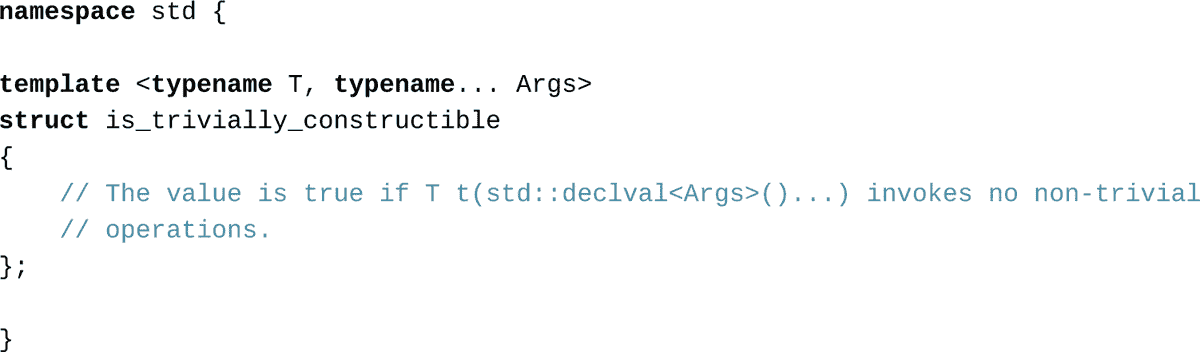 namespace std {
template <typename T, typename... Args>
struct is_trivially_constructible
{
    // The value is true if T t(std::declval<Args>()...) invokes no non-trivial
    // operations.
};
}